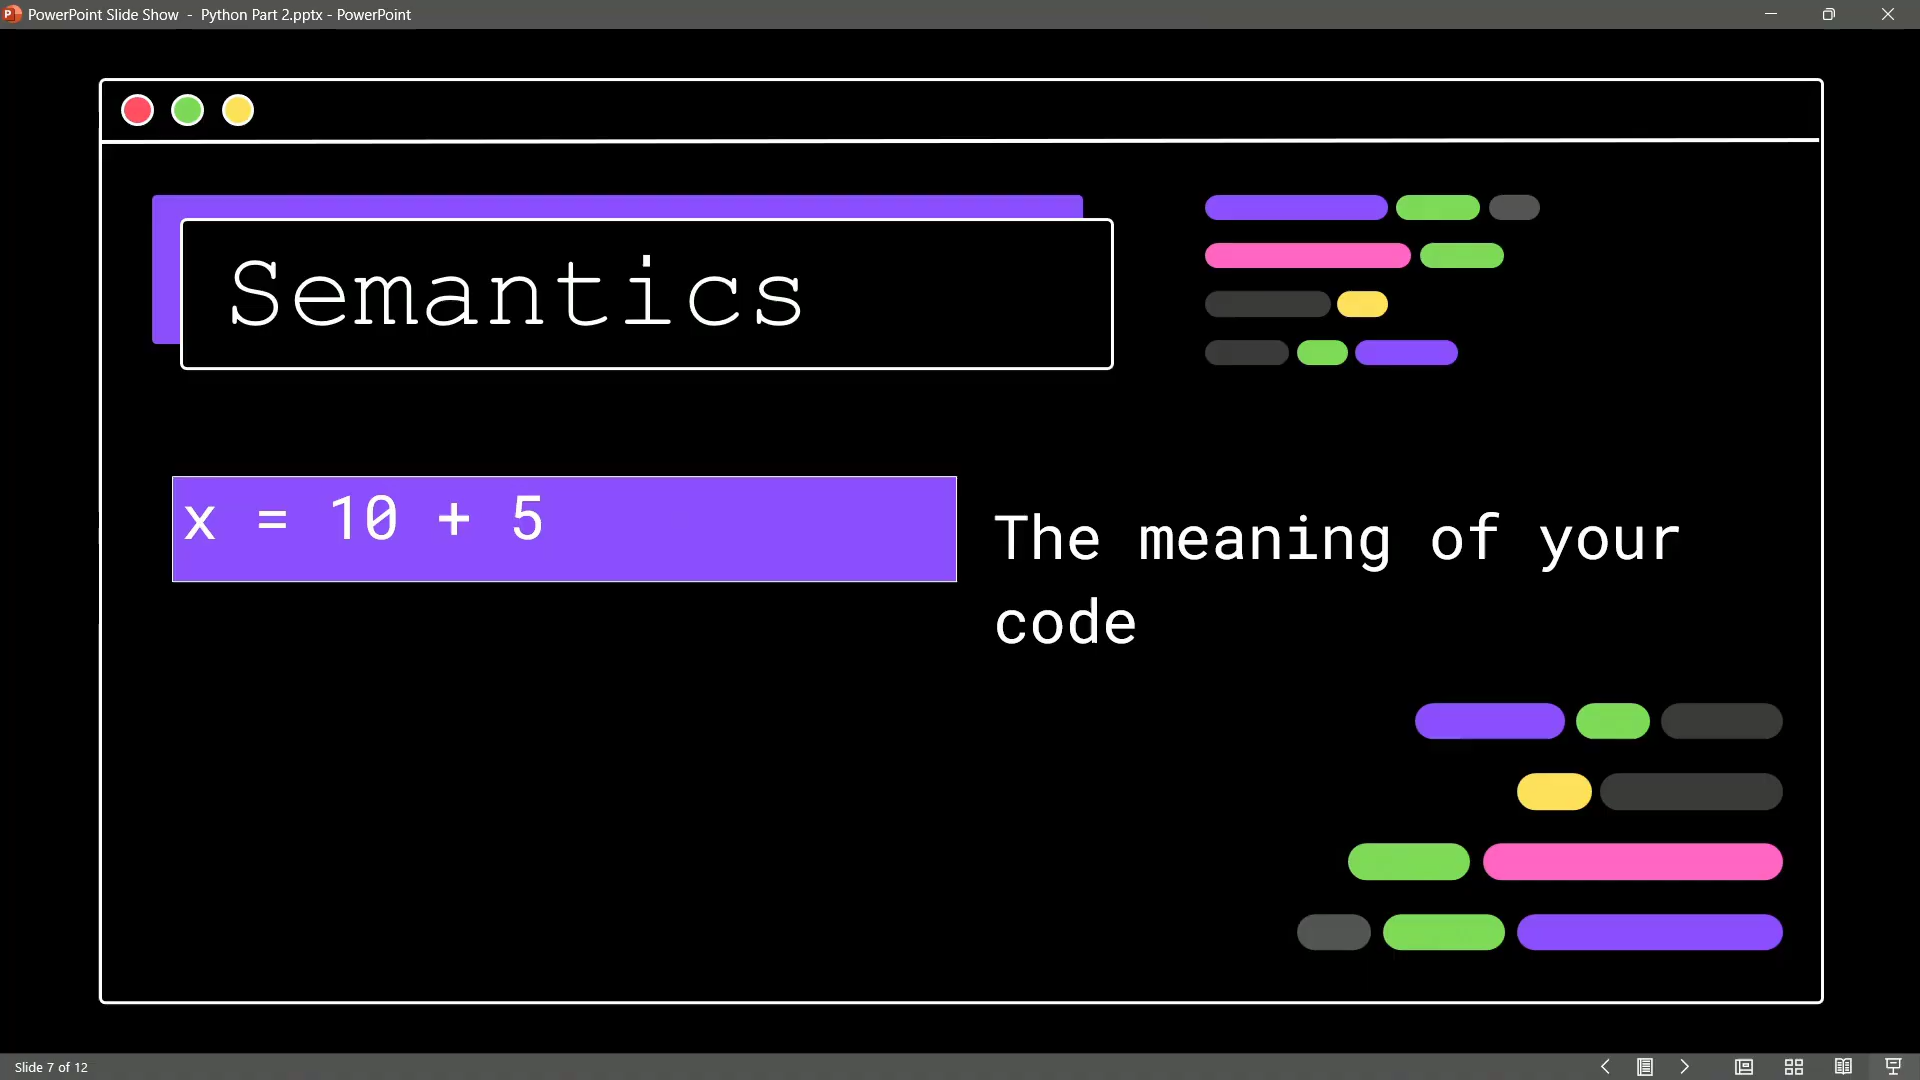 PowerPoint Slide Show - Python Part 2.pptx - PowerPoint
Semantics
x = 10 + 5
The meaning of your
code
Slide 7 of 12